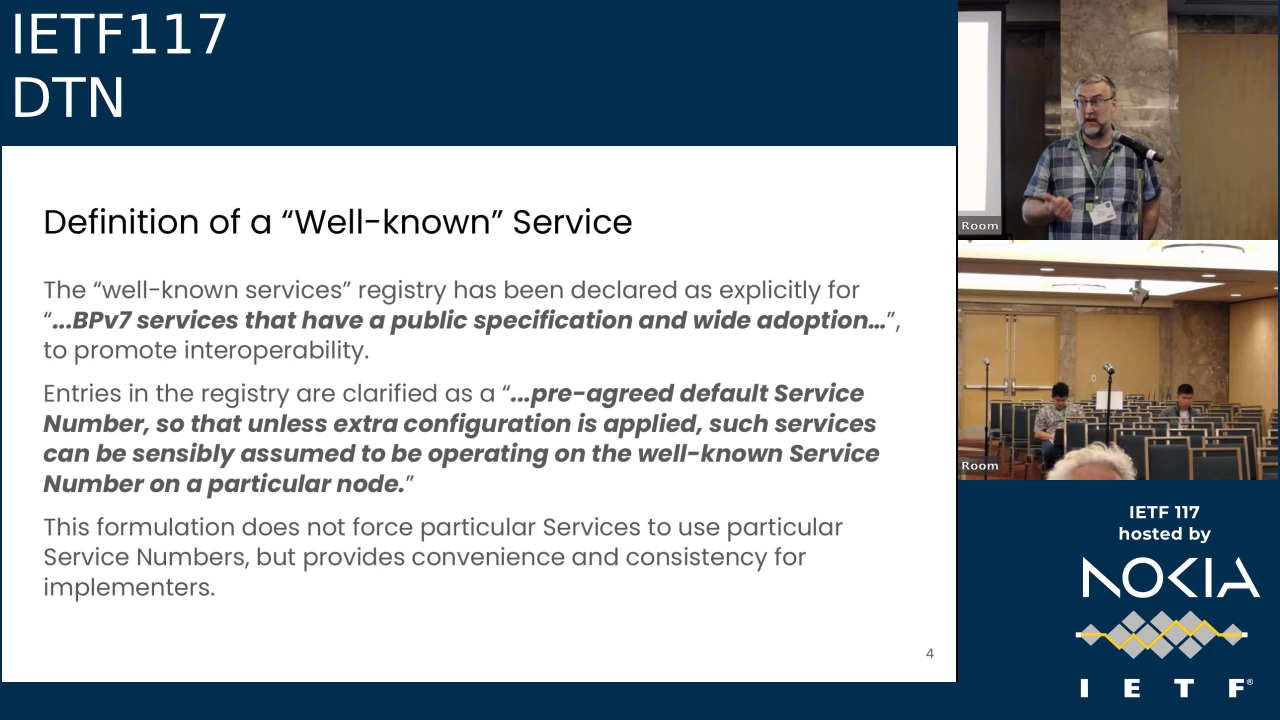 IETF117
DTN
Definition of a “Well-known” Service
The “well-known services” registry has been declared as explicitly for
“...BPv7 services that have a public specification and wide adoption...”,
to promote interoperability.
Entries in the registry are clarified as a “...pre-agreed default Service
Number, so that unless extra configuration is applied, such services
can be sensibly assumed to be operating on the well-known Service
Number on a particular node.”
This formulation does not force particular Services to use particular
Service Numbers, but provides convenience and consistency for
implementers.
4
Room
Room
IETF 117
hosted by
NOKIA
IETF®